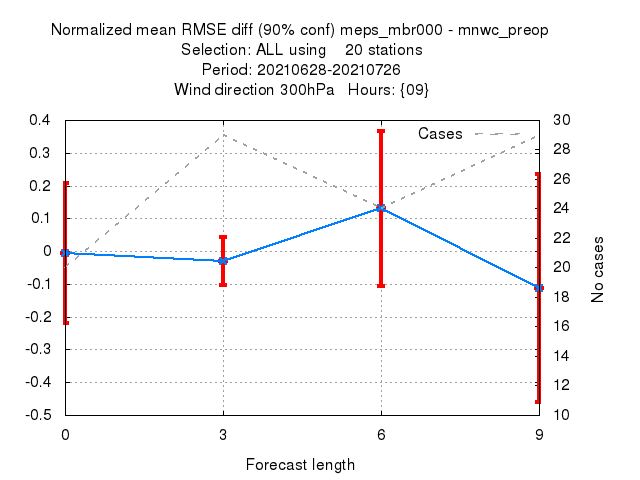 Normalized mean RMSE diff (90% conf) meps_mbr000 - mnwc_preop
Selection: ALL using    20 stations
Period: 20210628-20210726
Wind direction 300hPa   Hours: {09}
Cases
0.4
0.3
0.2
0.1
0
-0.1
-0.2
-0.3
-0.4
-0.5
30
28
26
24
22
20
18
16
14
12
10
No cases
0 3 6 9
Forecast length